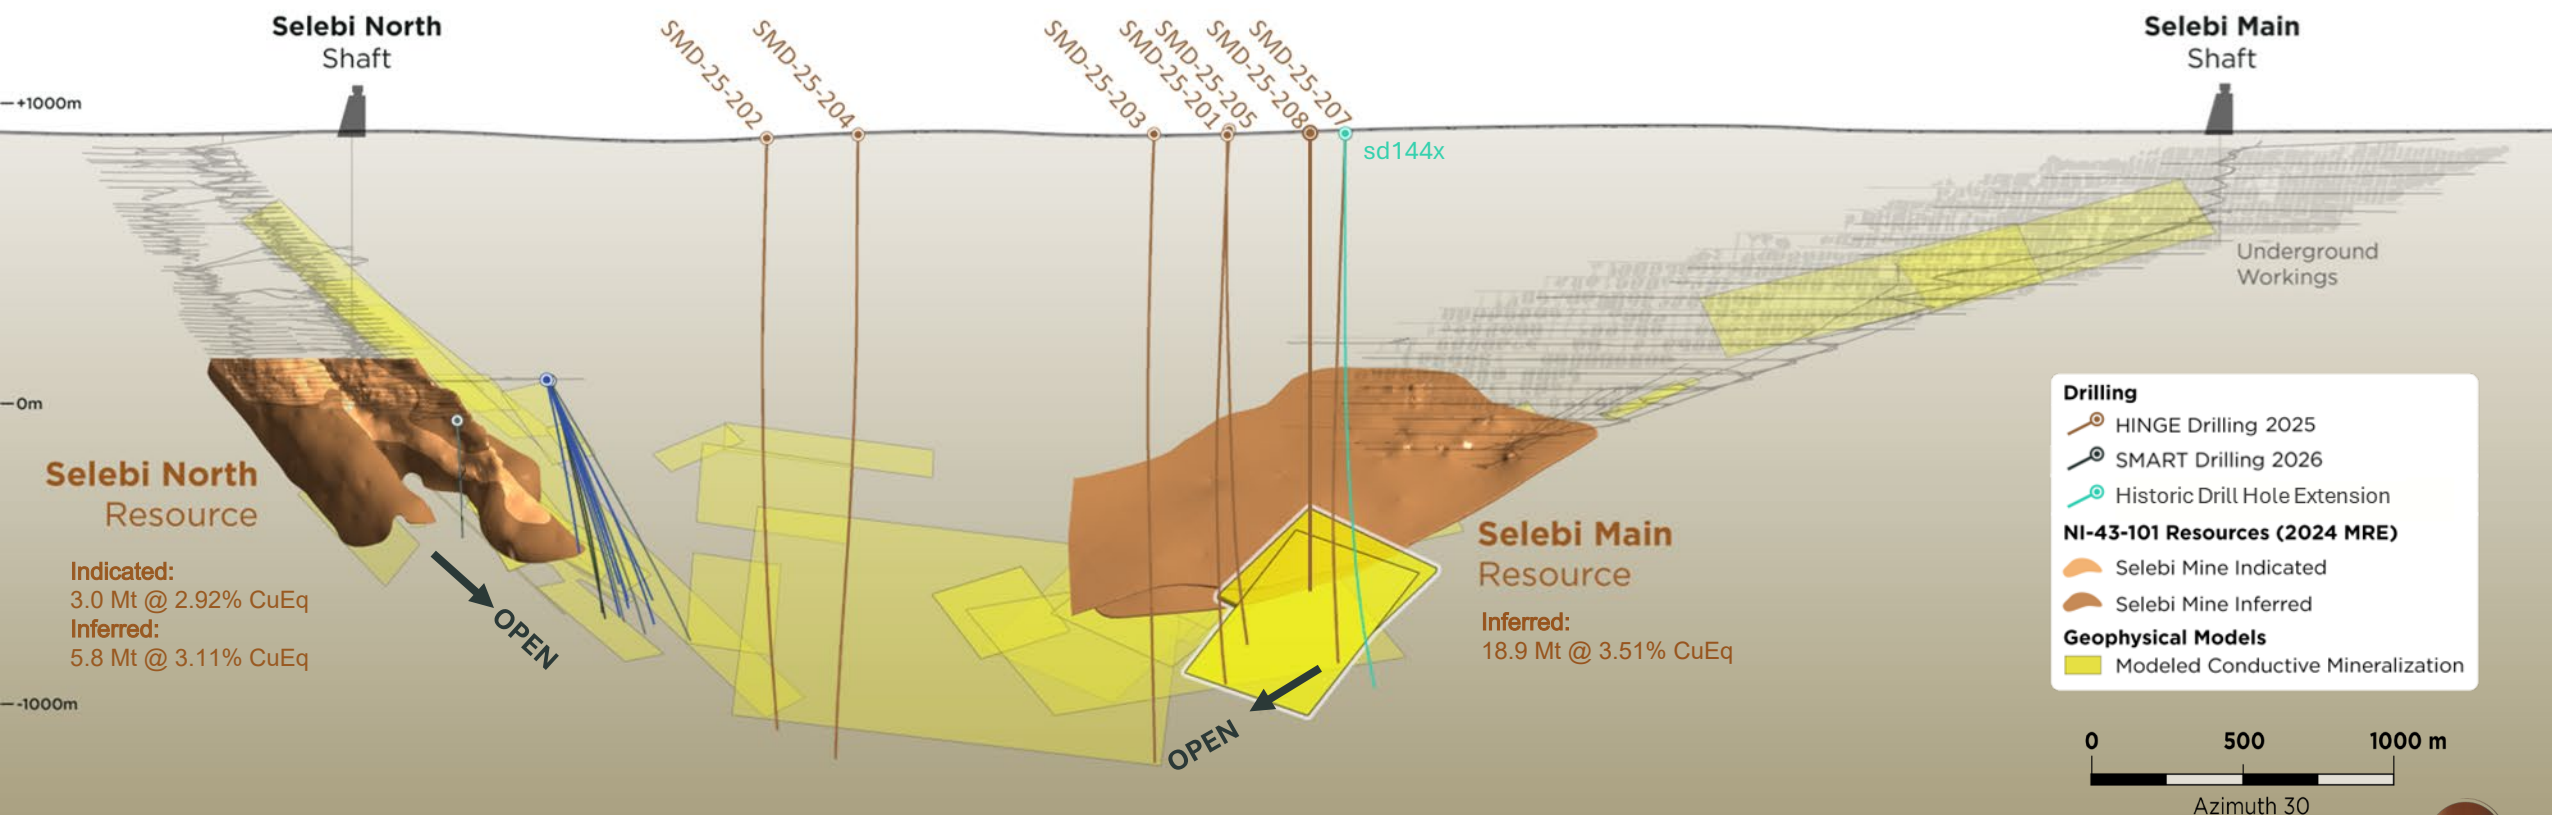 Selebi North
Shaft
SMD-25-202
SMD-25-204
SMD-25-203
SMD-25-201
SMD-25-205
SMD-25-208
SMD-25-207
Selebi Main
Shaft
+1000m
sd144x
Underground
Workings
0m
Selebi North
Resource
Indicated:
3.0 Mt @ 2.92% CuEq
Inferred:
5.8 Mt @ 3.11% CuEq
OPEN
Selebi Main
Resource
Inferred:
18.9 Mt @ 3.51% CuEq
OPEN
-1000m
Drilling
HINGE Drilling 2025
SMART Drilling 2026
Historic Drill Hole Extension
NI-43-101 Resources (2024 MRE)
Selebi Mine Indicated
Selebi Mine Inferred
Geophysical Models
Modeled Conductive Mineralization
0 500 1000 m
Azimuth 30